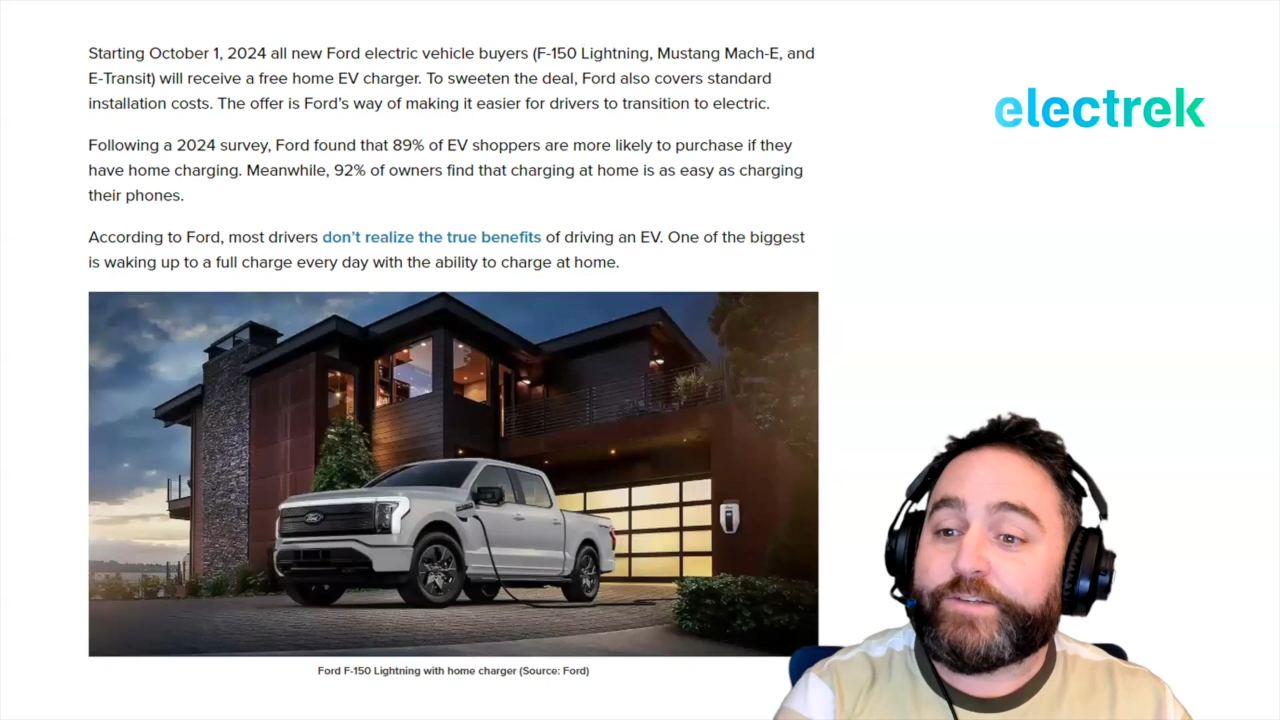 Starting October 1, 2024 all new Ford electric vehicle buyers (F-150 Lightning, Mustang Mach-E, and
E-Transit) will receive a free home EV charger. To sweeten the deal, Ford also covers standard
installation costs. The offer is Ford’s way of making it easier for drivers to transition to electric.
electrek
Following a 2024 survey, Ford found that 89% of EV shoppers are more likely to purchase if they
have home charging. Meanwhile, 92% of owners find that charging at home is as easy as charging
their phones.
According to Ford, most drivers don’t realize the true benefits of driving an EV. One of the biggest
is waking up to a full charge every day with the ability to charge at home.
Ford
Ford F-150 Lightning with home charger (Source: Ford)